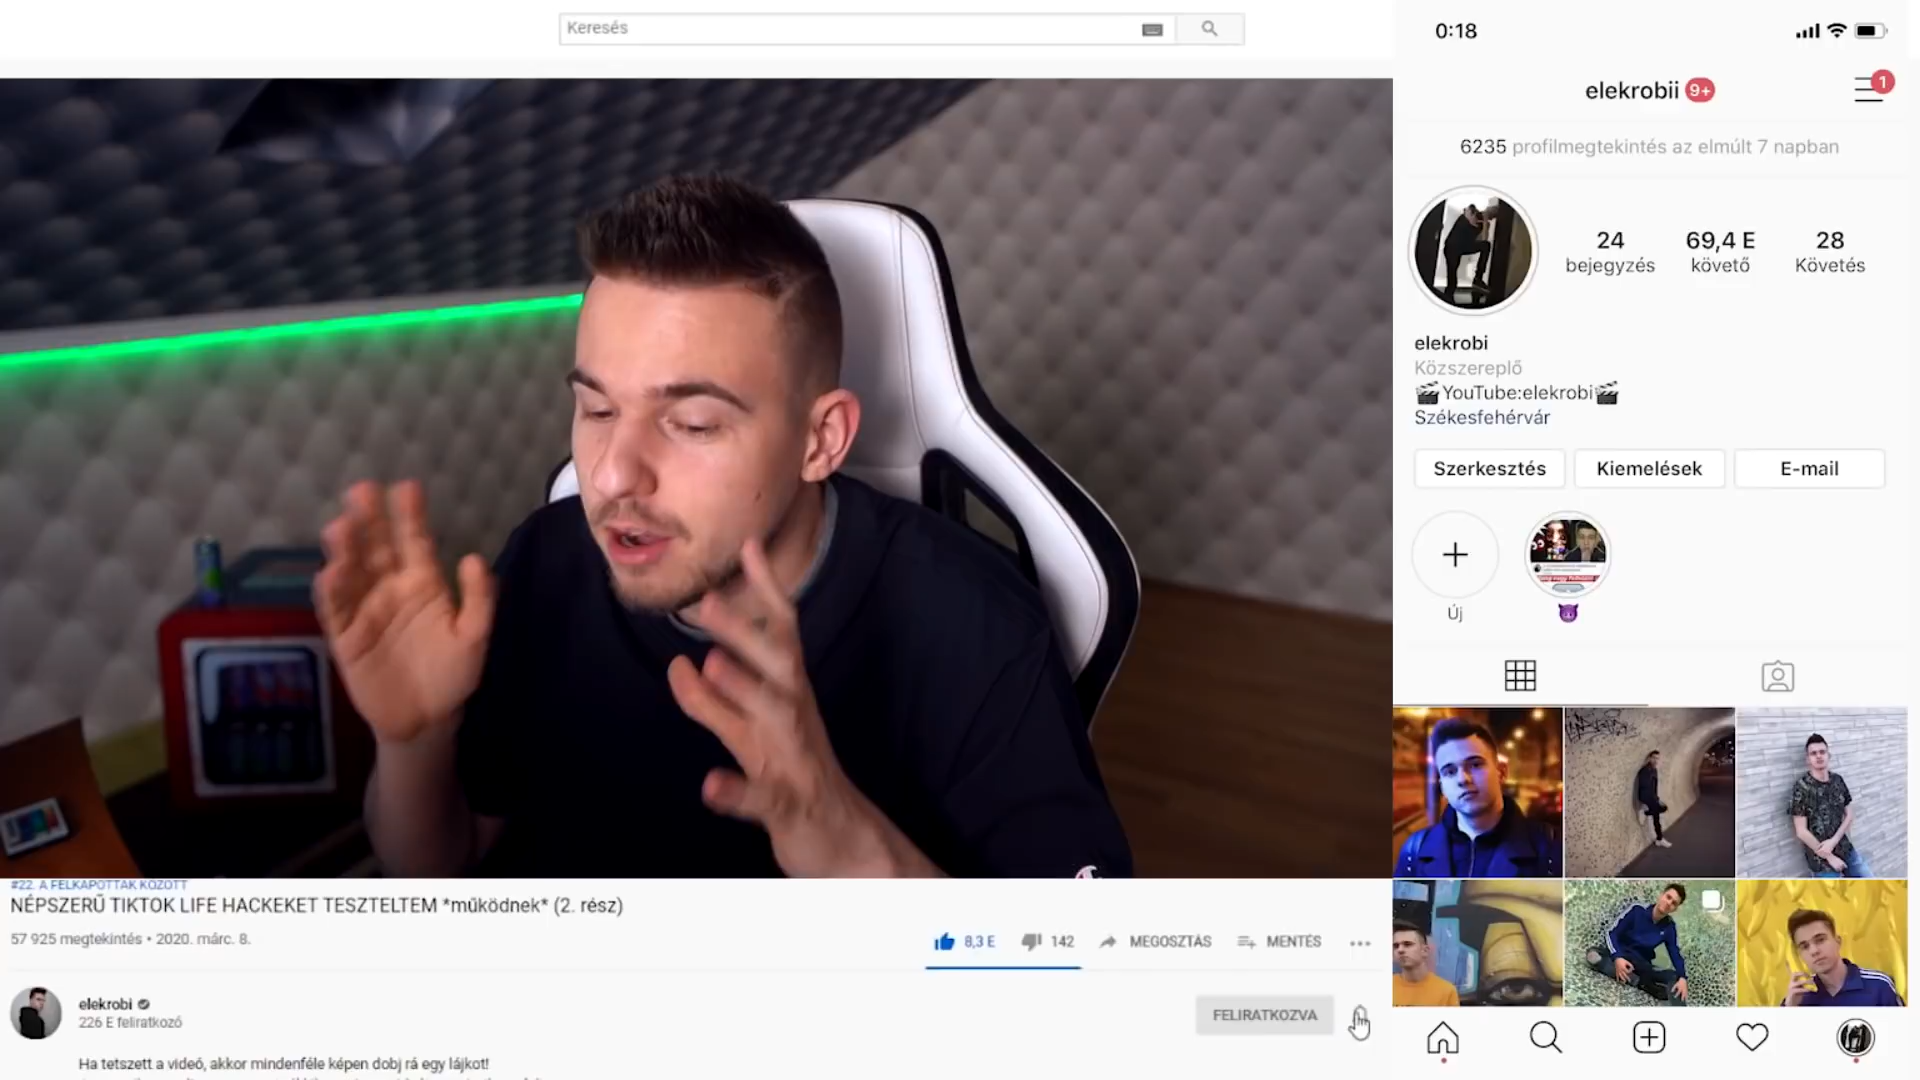 Keresés
#22. A FELKAPOTTAK KÖZÖTT
NÉPSZERŰ TIKTOK LIFE HACKEKET TESZTELTEM *működnek* (2. rész)
57 925 megtekintés • 2020. márc. 8.
8,3 E
142
MEGOSZTÁS
MENTÉS
elekrobi
226 E feliratkozó
FELIRATKOZVA
Ha tetszett a videó, akkor mindenféle képen dobj rá egy lájkot!
0:18
elekrobii 9+
1
6235 profilmegtekintés az elmúlt 7 napban
24 69,4 E 28
bejegyzés követő Követés
elekrobi
Közszereplő
🎬YouTube:elekrobi🎬
Székesfehérvár
Szerkesztés Kiemelések E-mail
Új 😈